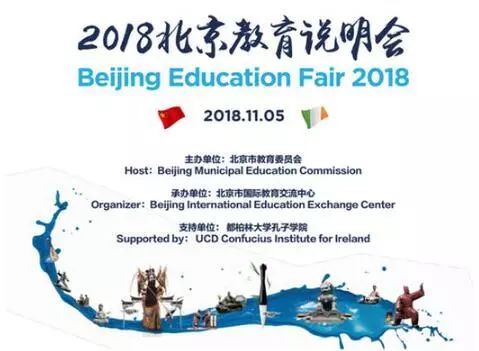 2018北京教育说明会
Beijing Education Fair 2018
2018.11.05
主办单位：北京市教育委员会
Host: Beijing Municipal Education Commission
承办单位：北京市国际教育交流中心
Organizer: Beijing International Education Exchange Center
支持单位： 都柏林大学孔子学院
Supported by: UCD Confucius Institute for Ireland